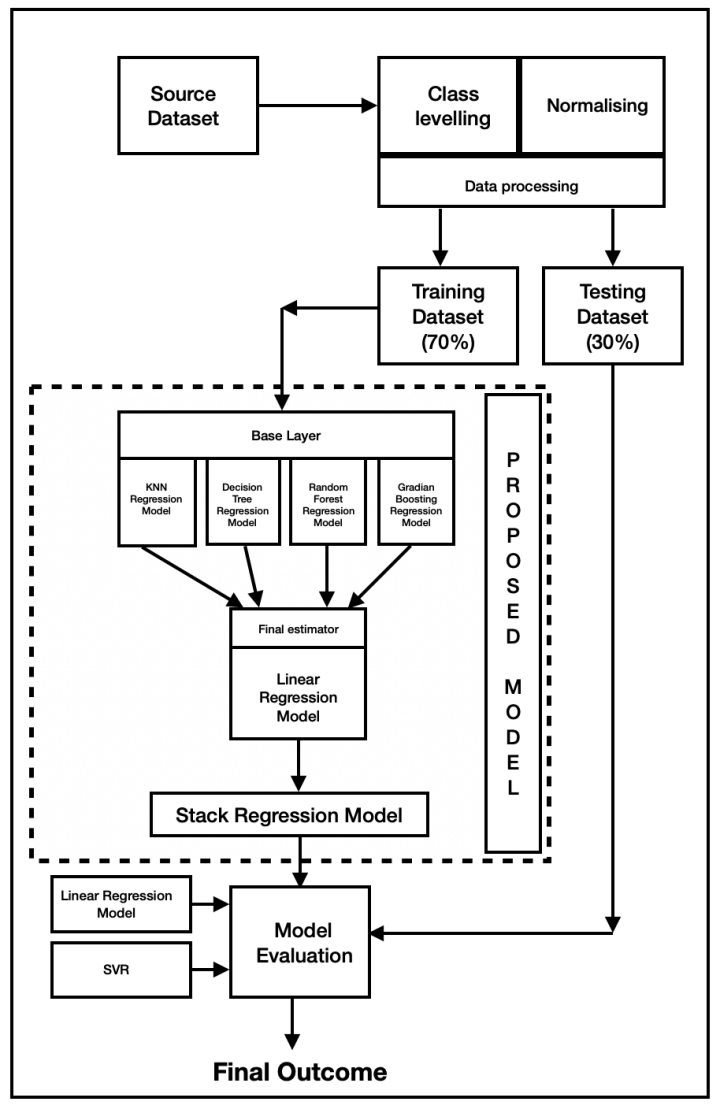 Source
Dataset
Class
levelling
Normalising
Data processing
Training
Dataset
(70%)
Testing
Dataset
(30%)
Base Layer
KNN
Regression
Model
Decision
Tree
Regression
Model
Random
Forest
Regression
Model
Gradian
Boosting
Regression
Model
P
R
O
P
O
S
E
D
M
O
D
E
L
Final estimator
Linear
Regression
Model
Stack Regression Model
Linear Regression
Model
SVR
Model
Evaluation
Final Outcome